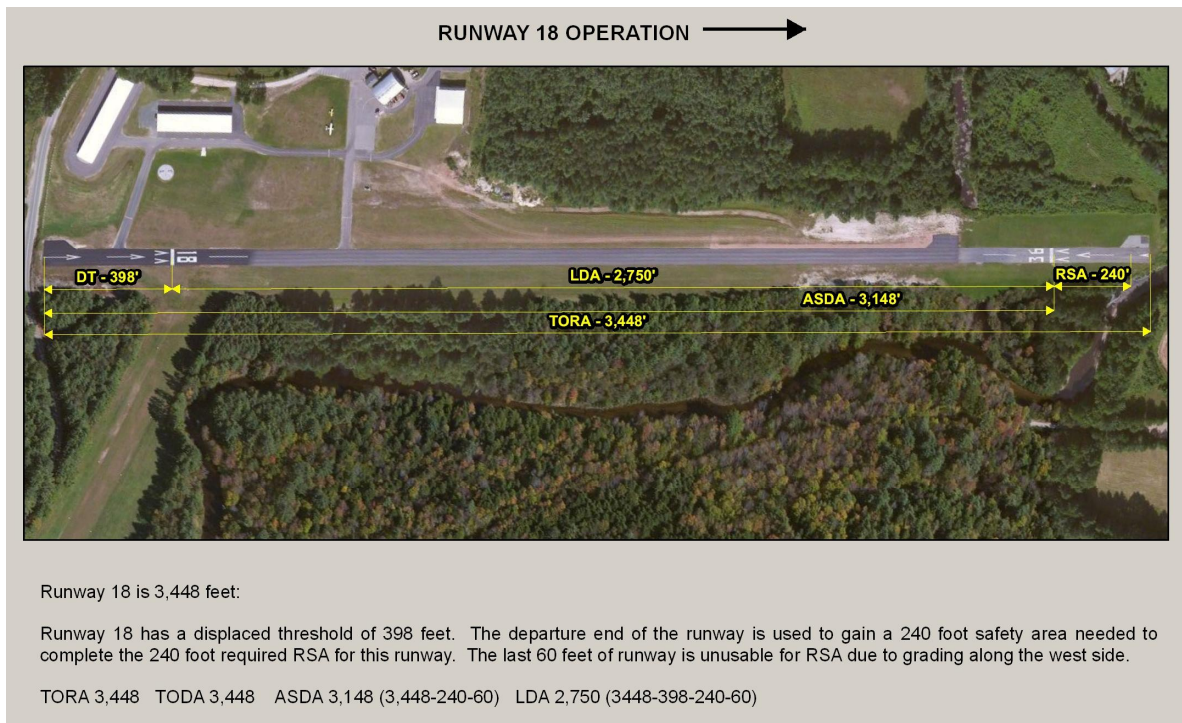 RUNWAY 18 OPERATION
18
36
DT - 398'
LDA - 2,750'
RSA - 240'
ASDA - 3,148'
TORA - 3,448'
Runway 18 is 3,448 feet:
Runway 18 has a displaced threshold of 398 feet. The departure end of the runway is used to gain a 240 foot safety area needed to
complete the 240 foot required RSA for this runway. The last 60 feet of runway is unusable for RSA due to grading along the west side.
TORA 3,448 TODA 3,448 ASDA 3,148 (3,448-240-60) LDA 2,750 (3448-398-240-60)